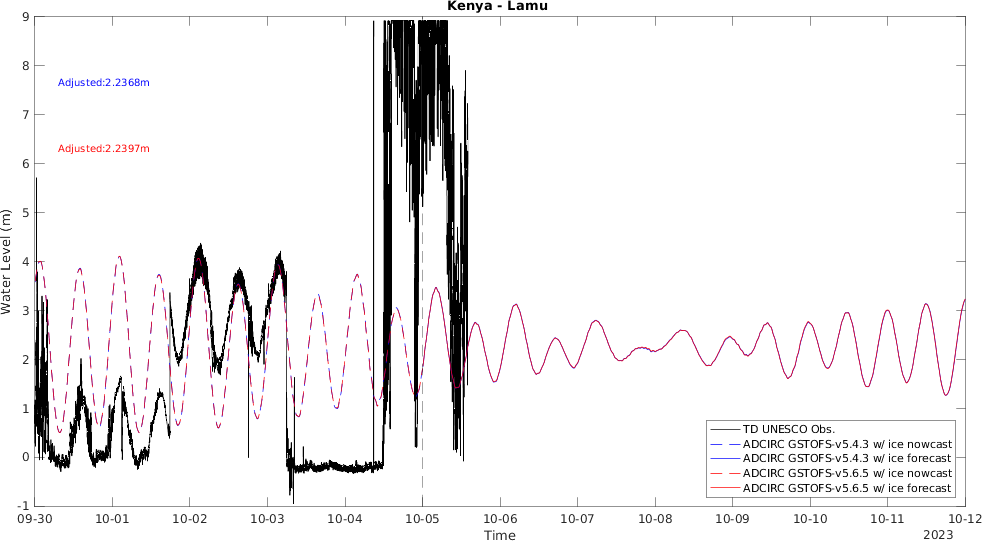 Kenya - Lamu
9
8
7
6
5
4
3
2
1
0
-1
Water Level (m)
Adjusted:2.2368m
Adjusted:2.2397m
TD UNESCO Obs.
ADCIRC GSTOFS-v5.4.3 w/ ice nowcast
ADCIRC GSTOFS-v5.4.3 w/ ice forecast
ADCIRC GSTOFS-v5.6.5 w/ ice nowcast
ADCIRC GSTOFS-v5.6.5 w/ ice forecast
09-30 10-01 10-02 10-03 10-04 10-05 10-06 10-07 10-08 10-09 10-10 10-11 10-12
Time
2023